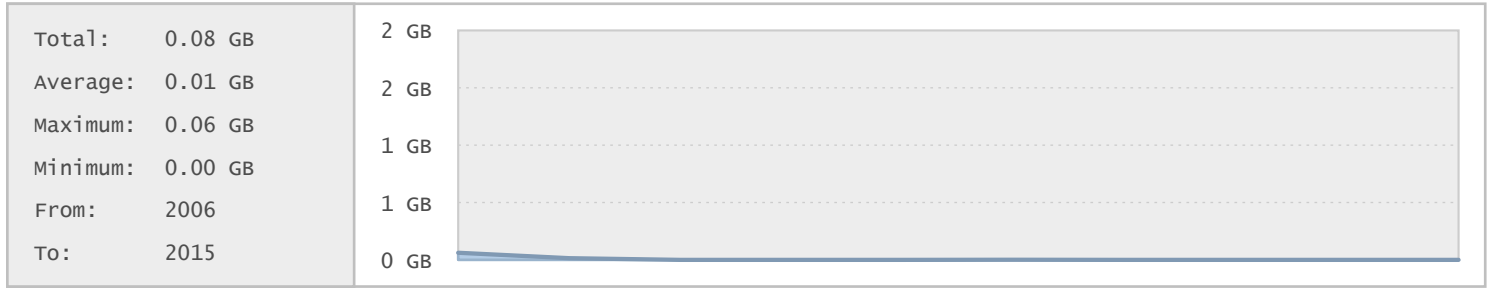 Total: 0.08 GB
Average: 0.01 GB
Maximum: 0.06 GB
Minimum: 0.00 GB
From: 2006
To: 2015
2 GB
2 GB
1 GB
1 GB
0 GB